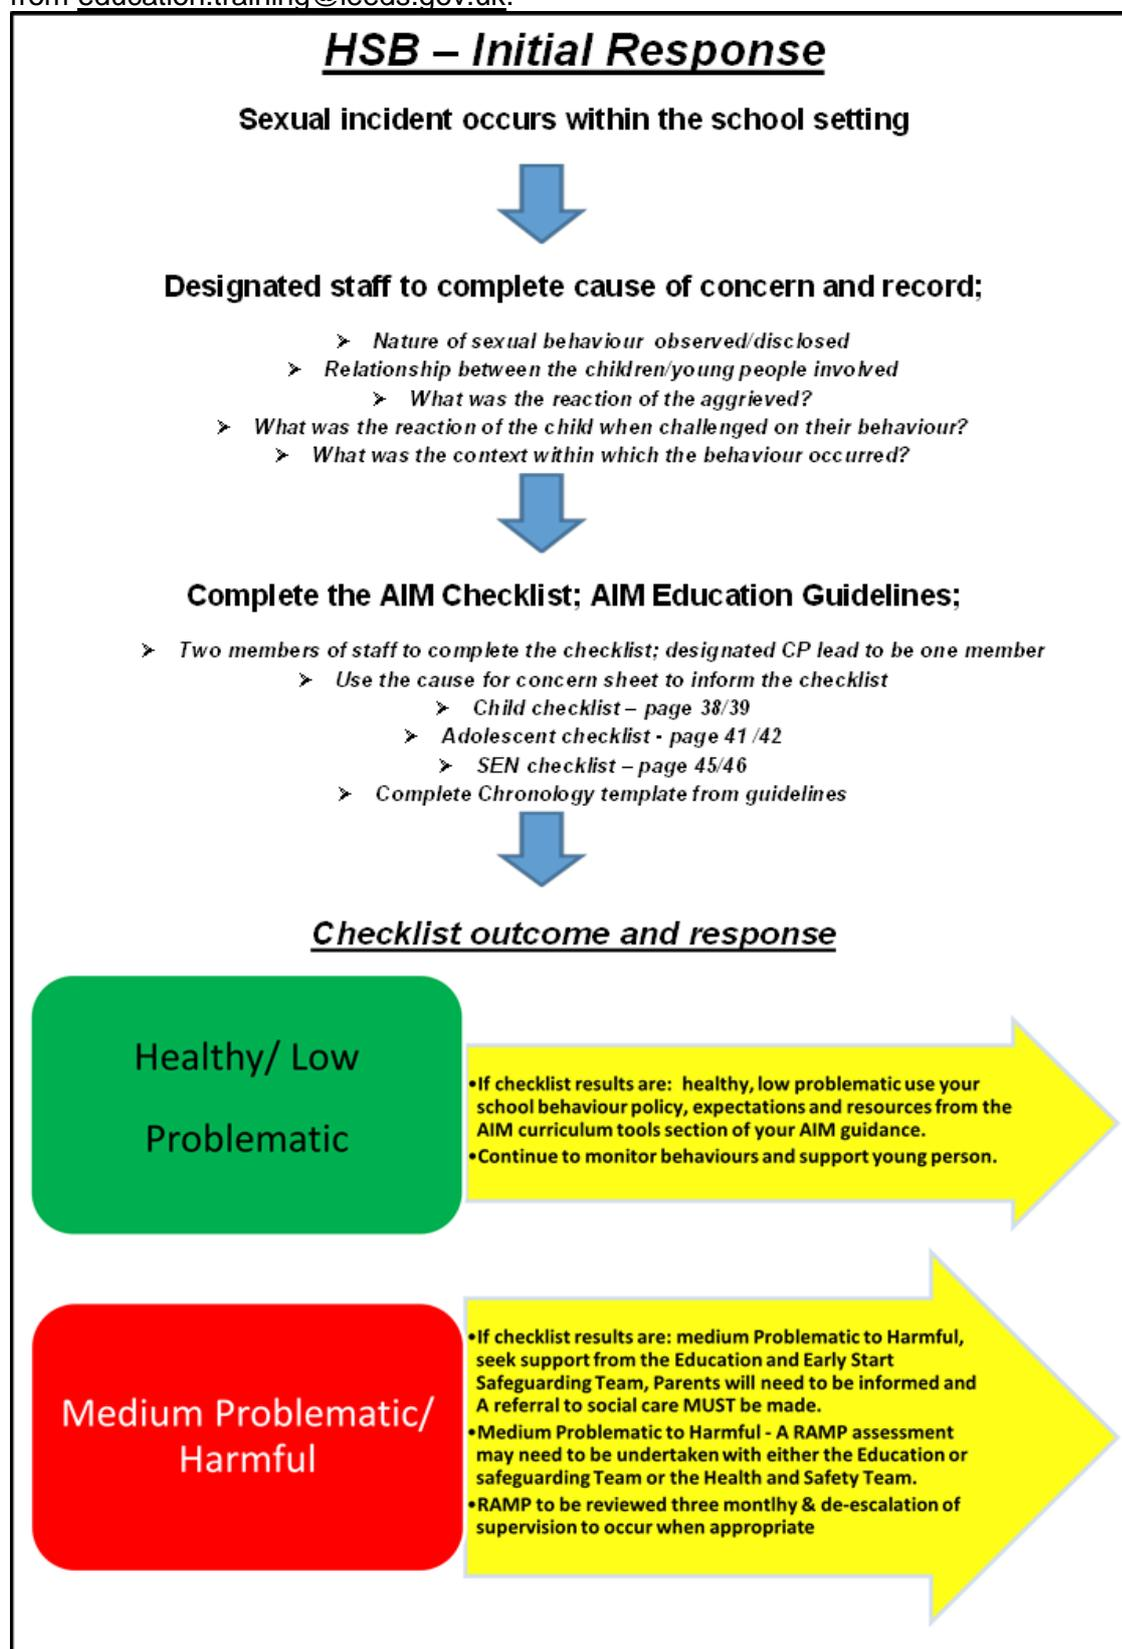 from education.training@leeds.gov.uk.
HSB – Initial Response
Sexual incident occurs within the school setting
Designated staff to complete cause of concern and record;
➢ Nature of sexual behaviour observed/disclosed
➢ Relationship between the children/young people involved
➢ What was the reaction of the aggrieved?
➢ What was the reaction of the child when challenged on their behaviour?
➢ What was the context within which the behaviour occurred?
Complete the AIM Checklist; AIM Education Guidelines;
➢ Two members of staff to complete the checklist; designated CP lead to be one member
➢ Use the cause for concern sheet to inform the checklist
➢ Child checklist – page 38/39
➢ Adolescent checklist - page 41 /42
➢ SEN checklist – page 45/46
➢ Complete Chronology template from guidelines
Checklist outcome and response
Healthy/ Low
Problematic
•If checklist results are: healthy, low problematic use your
school behaviour policy, expectations and resources from the
AIM curriculum tools section of your AIM guidance.
•Continue to monitor behaviours and support young person.
Medium Problematic/
Harmful
•If checklist results are: medium Problematic to Harmful,
seek support from the Education and Early Start
Safeguarding Team, Parents will need to be informed and
A referral to social care MUST be made.
•Medium Problematic to Harmful - A RAMP assessment
may need to be undertaken with either the Education or
safeguarding Team or the Health and Safety Team.
•RAMP to be reviewed three montlhy & de-escalation of
supervision to occur when appropriate